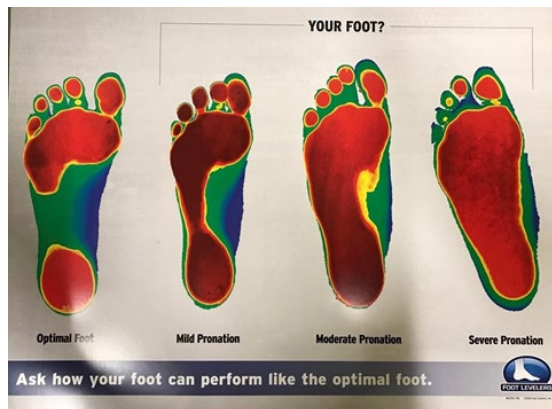 YOUR FOOT?
Optimal Foot
Mild Pronation
Moderate Pronation
Severe Pronation
Ask how your foot can perform like the optimal foot.
FOOT LEVELERS